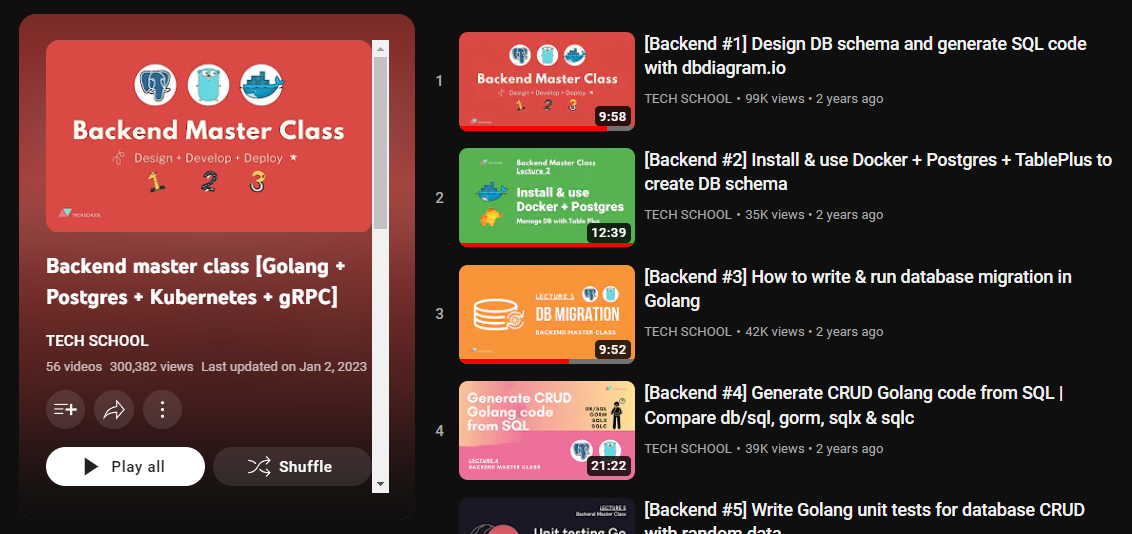 Backend Master Class
Design + Develop + Deploy
1 2 3
TECH SCHOOL
Backend master class [Golang +
Postgres + Kubernetes + gRPC]
TECH SCHOOL
56 videos 300,382 views Last updated on Jan 2, 2023
Play all
Shuffle
1
Backend Master Class
Design + Develop + Deploy
1 2 3
9:58
[Backend #1] Design DB schema and generate SQL code
with dbdiagram.io
TECH SCHOOL • 99K views • 2 years ago
2
Backend Master Class
Lecture 2
Install & use
Docker + Postgres
Manage DB with Table Plus
12:39
[Backend #2] Install & use Docker + Postgres + TablePlus to
create DB schema
TECH SCHOOL • 35K views • 2 years ago
3
LECTURE 3
DB MIGRATION
BACKEND MASTER CLASS
9:52
[Backend #3] How to write & run database migration in
Golang
TECH SCHOOL • 42K views • 2 years ago
4
Generate CRUD
Golang code
from SQL
DB/SQL
GORM
SQLX
SQLC
LECTURE 4
BACKEND MASTER CLASS
21:22
[Backend #4] Generate CRUD Golang code from SQL |
Compare db/sql, gorm, sqlx & sqlc
TECH SCHOOL • 39K views • 2 years ago
LECTURE 5
Backend Master Class
Unit testing Go
[Backend #5] Write Golang unit tests for database CRUD
with random data